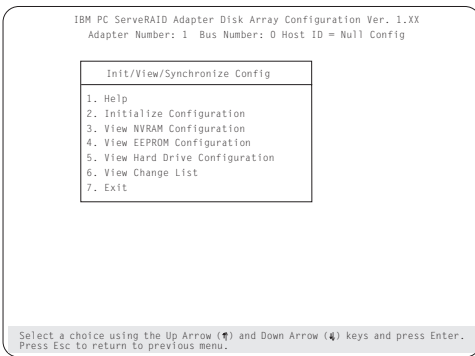 IBM PC ServeRAID Adapter Disk Array Configuration Ver. 1.XX
Adapter Number: 1 Bus Number: 0 Host ID = Null Config
Init/View/Synchronize Config
1. Help
2. Initialize Configuration
3. View NVRAM Configuration
4. View EEPROM Configuration
5. View Hard Drive Configuration
6. View Change List
7. Exit
Select a choice using the Up Arrow (↑) and Down Arrow (↓) keys and press Enter.
Press Esc to return to previous menu.